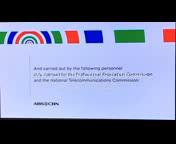 And carried out by the following personnel
duly licensed by the Professional Regulation Commission
and the National Telecommunications Commission
ABS-CBN